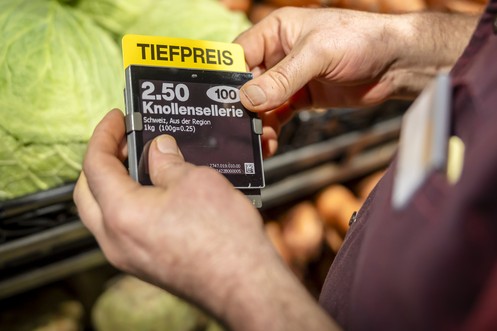 TIEFPREIS
2.50 100
Knollensellerie
Schweiz, Aus der Region
1kg (100g=0.25)